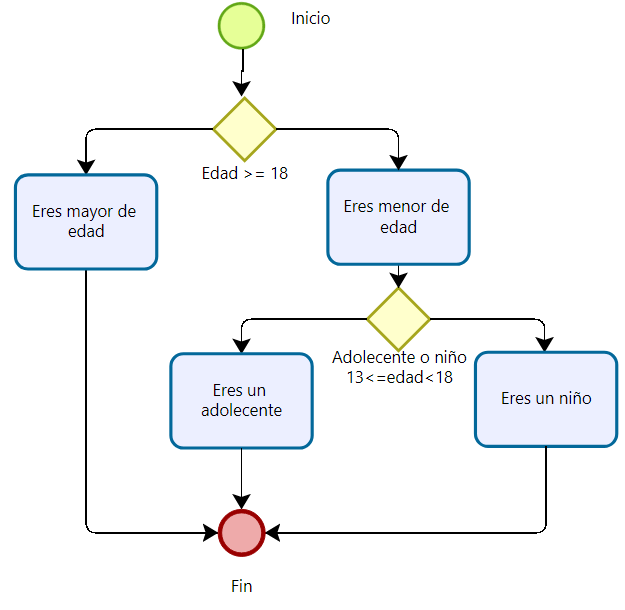 Inicio
Edad >= 18
Eres mayor de
edad
Eres menor de
edad
Adolecente o niño
13<=edad<18
Eres un
adolecente
Eres un niño
Fin